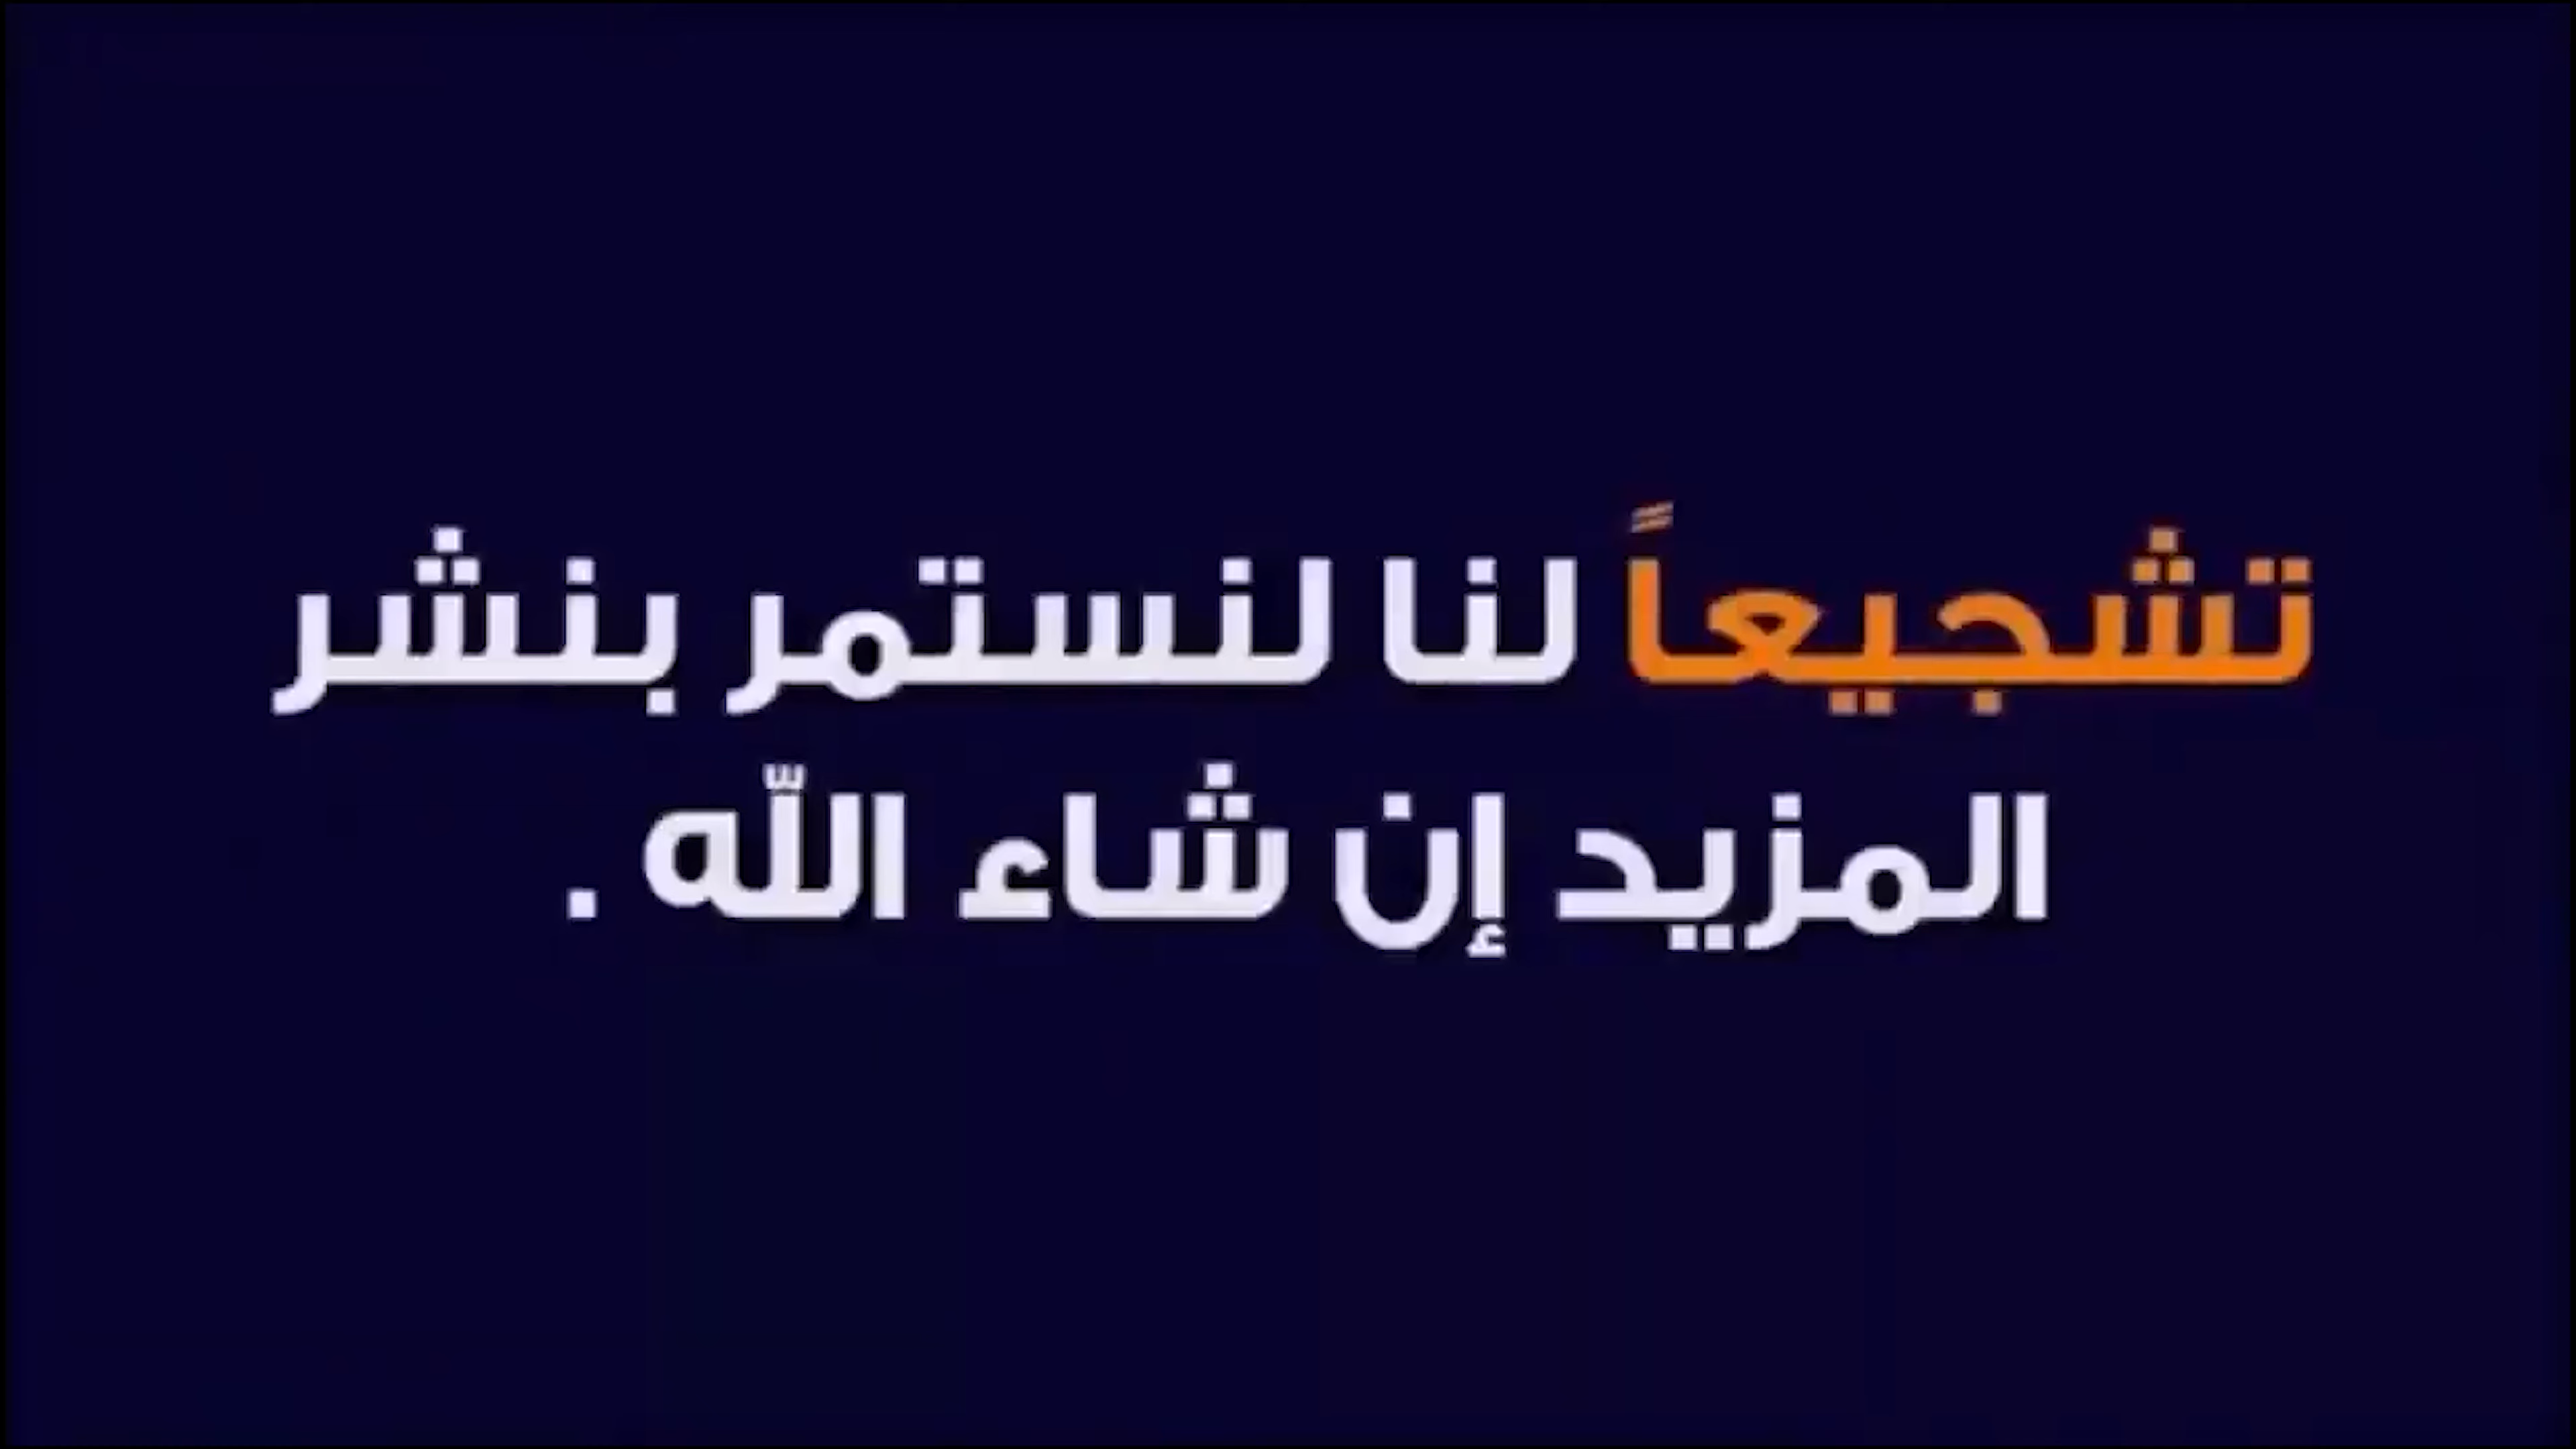 تشجيعاً لنا لنستمر بنشر
المزيد إن شاء اللّه .